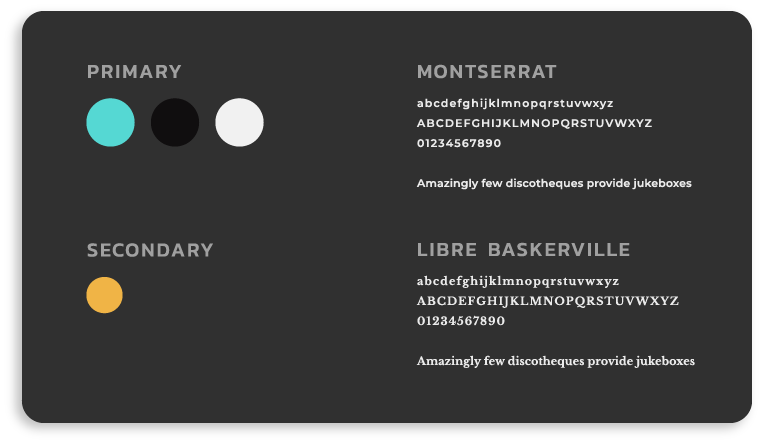 PRIMARY
MONTSERRAT
abcdefghijklmnopqrstuvwxyz
ABCDEFGHIJKLMNOPQRSTUVWXYZ
01234567890
Amazingly few discotheques provide jukeboxes
SECONDARY
LIBRE BASKERVILLE
abcdefghijklmnopqrstuvwxyz
ABCDEFGHIJKLMNOPQRSTUVWXYZ
01234567890
Amazingly few discotheques provide jukeboxes